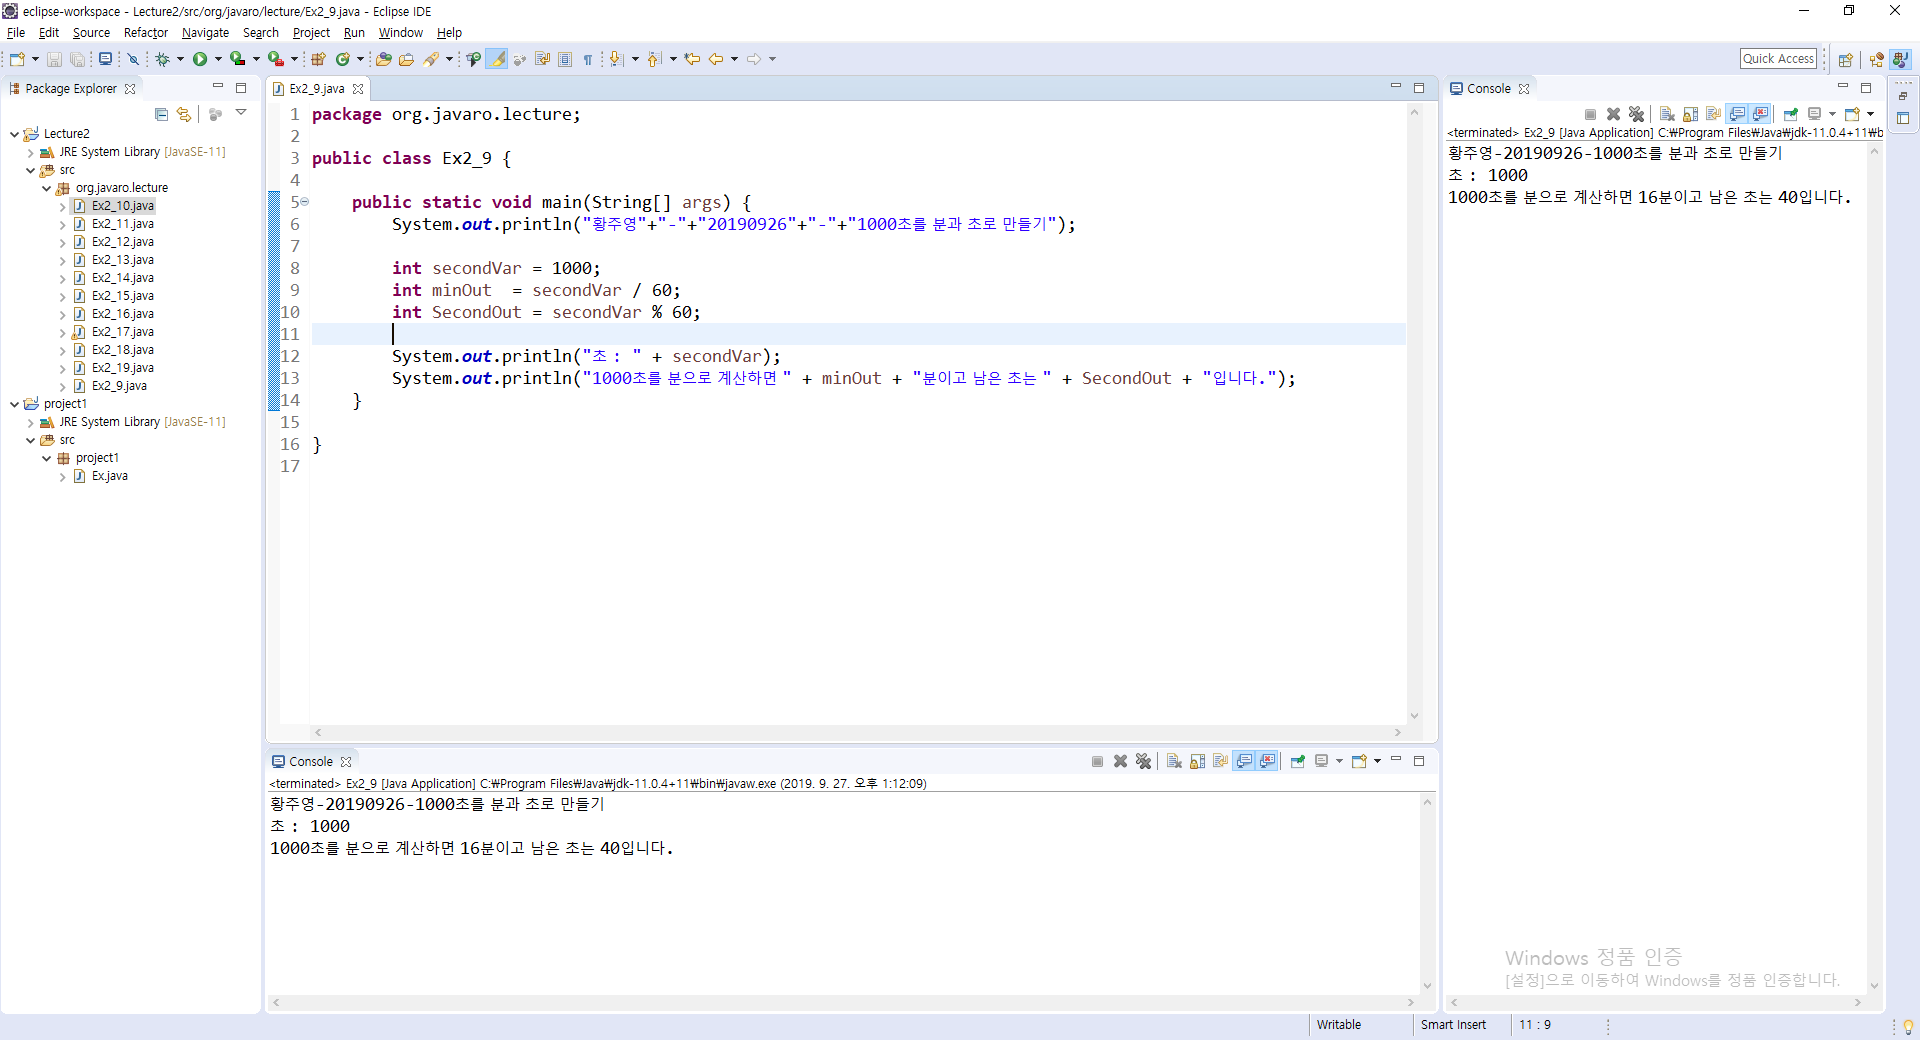 eclipse-workspace - Lecture2/src/org/javaro/lecture/Ex2_9.java - Eclipse IDE
File Edit Source Refactor Navigate Search Project Run Window Help
Quick Access
Package Explorer
Lecture2
JRE System Library [JavaSE-11]
src
org.javaro.lecture
Ex2_10.java
Ex2_11.java
Ex2_12.java
Ex2_13.java
Ex2_14.java
Ex2_15.java
Ex2_16.java
Ex2_17.java
Ex2_18.java
Ex2_19.java
Ex2_9.java
project1
JRE System Library [JavaSE-11]
src
project1
Ex.java
Ex2_9.java
1 package org.javaro.lecture;
2
3 public class Ex2_9 {
4
5 public static void main(String[] args) {
6 System.out.println("황주영"+"-"+"20190926"+"-"+"1000초를 분과 초로 만들기");
7
8 int secondVar = 1000;
9 int minOut  = secondVar / 60;
10 int SecondOut = secondVar % 60;
11
12 System.out.println("초 : " + secondVar);
13 System.out.println("1000초를 분으로 계산하면 " + minOut + "분이고 남은 초는 " + SecondOut + "입니다.");
14 }
15
16 }
17
Console
<terminated> Ex2_9 [Java Application] C:₩Program Files₩Java₩jdk-11.0.4+11₩bin₩javaw.exe (2019. 9. 27. 오후 1:12:09)
황주영-20190926-1000초를 분과 초로 만들기
초 : 1000
1000초를 분으로 계산하면 16분이고 남은 초는 40입니다.
Console
<terminated> Ex2_9 [Java Application] C:₩Program Files₩Java₩jdk-11.0.4+11₩b
황주영-20190926-1000초를 분과 초로 만들기
초 : 1000
1000초를 분으로 계산하면 16분이고 남은 초는 40입니다.
Windows 정품 인증
[설정]으로 이동하여 Windows를 정품 인증합니다.
Writable Smart Insert 11 : 9